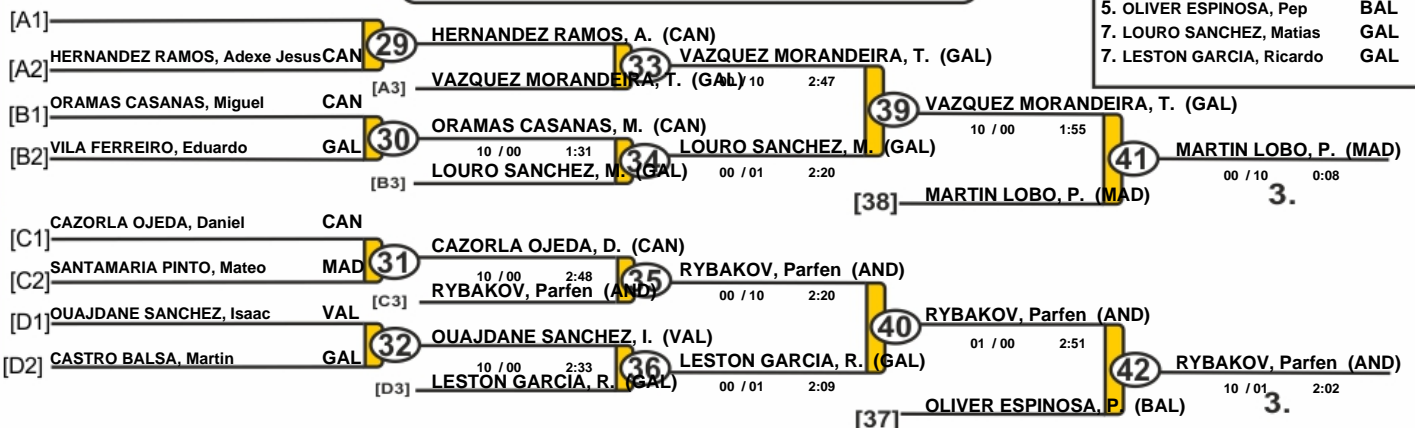 5. OLIVER ESPINOSA, Pep BAL
7. LOURO SANCHEZ, Matias GAL
7. LESTON GARCIA, Ricardo GAL
[A1]
[A2] HERNANDEZ RAMOS, Adexe Jesus CAN
[B1] ORAMAS CASANAS, Miguel CAN
[B2] VILA FERREIRO, Eduardo GAL
[C1] CAZORLA OJEDA, Daniel CAN
[C2] SANTAMARIA PINTO, Mateo MAD
[D1] OUAJDANE SANCHEZ, Isaac VAL
[D2] CASTRO BALSA, Martin GAL
29
HERNANDEZ RAMOS, A. (CAN)
[A3] VAZQUEZ MORANDEIRA, T. (GAL)
30
ORAMAS CASANAS, M. (CAN)
10 / 00 1:31
[B3] LOURO SANCHEZ, M. (GAL)
31
CAZORLA OJEDA, D. (CAN)
10 / 00 2:48
[C3] RYBAKOV, Parfen (AND)
32
OUAJDANE SANCHEZ, I. (VAL)
10 / 00 2:33
[D3] LESTON GARCIA, R. (GAL)
33
VAZQUEZ MORANDEIRA, T. (GAL)
/ 10 2:47
34
LOURO SANCHEZ, M. (GAL)
00 / 01 2:20
35
RYBAKOV, Parfen (AND)
00 / 10 2:20
36
LESTON GARCIA, R. (GAL)
00 / 01 2:09
39
VAZQUEZ MORANDEIRA, T. (GAL)
10 / 00 1:55
[38] MARTIN LOBO, P. (MAD)
40
RYBAKOV, Parfen (AND)
01 / 00 2:51
[37] OLIVER ESPINOSA, P. (BAL)
41
MARTIN LOBO, P. (MAD)
00 / 10 0:08
3.
42
RYBAKOV, Parfen (AND)
10 / 01 2:02
3.